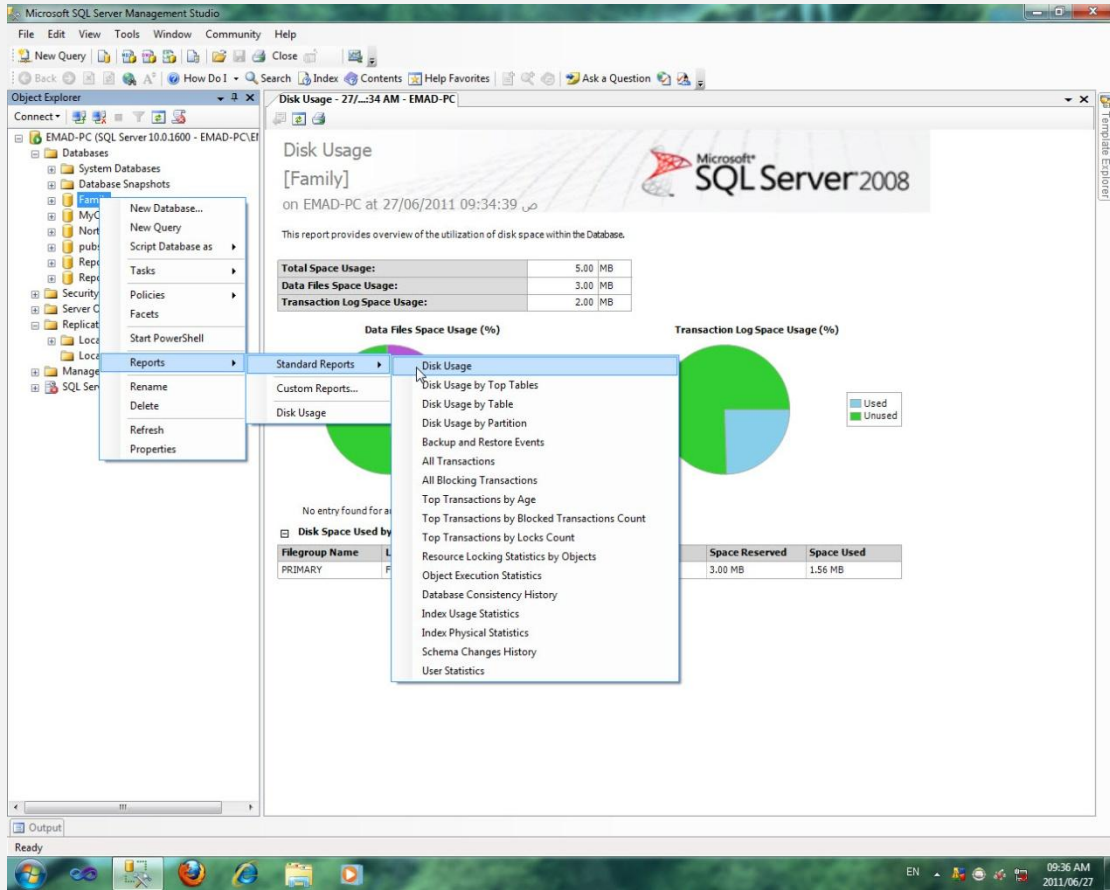 Microsoft SQL Server Management Studio
File Edit View Tools Window Community Help
New Query Close
Back How Do I Search Index Contents Help Favorites Ask a Question
Object Explorer
Connect
EMAD-PC (SQL Server 10.0.1600 - EMAD-PC\
Databases
System Databases
Database Snapshots
Fam
MyC
Nort
pubs
Repo
Repo
Security
Server O
Replicat
Loca
Loca
Manage
SQL Ser
New Database...
New Query
Script Database as
Tasks
Policies
Facets
Start PowerShell
Reports
Rename
Delete
Refresh
Properties
Standard Reports
Custom Reports...
Disk Usage
Disk Usage
Disk Usage by Top Tables
Disk Usage by Table
Disk Usage by Partition
Backup and Restore Events
All Transactions
All Blocking Transactions
Top Transactions by Age
Top Transactions by Blocked Transactions Count
Top Transactions by Locks Count
Resource Locking Statistics by Objects
Object Execution Statistics
Database Consistency History
Index Usage Statistics
Index Physical Statistics
Schema Changes History
User Statistics
Disk Usage - 27/...:34 AM - EMAD-PC
Disk Usage
[Family]
on EMAD-PC at 27/06/2011 09:34:39 ص
Microsoft SQL Server 2008
This report provides overview of the utilization of disk space within the Database.
Total Space Usage: 5.00 MB
Data Files Space Usage: 3.00 MB
Transaction Log Space Usage: 2.00 MB
Data Files Space Usage (%) Transaction Log Space Usage (%)
Used
Unused
No entry found for a
Disk Space Used by
Filegroup Name L Space Reserved Space Used
PRIMARY F 3.00 MB 1.56 MB
Template Explorer
Output
Ready
EN 09:36 AM
2011/06/27